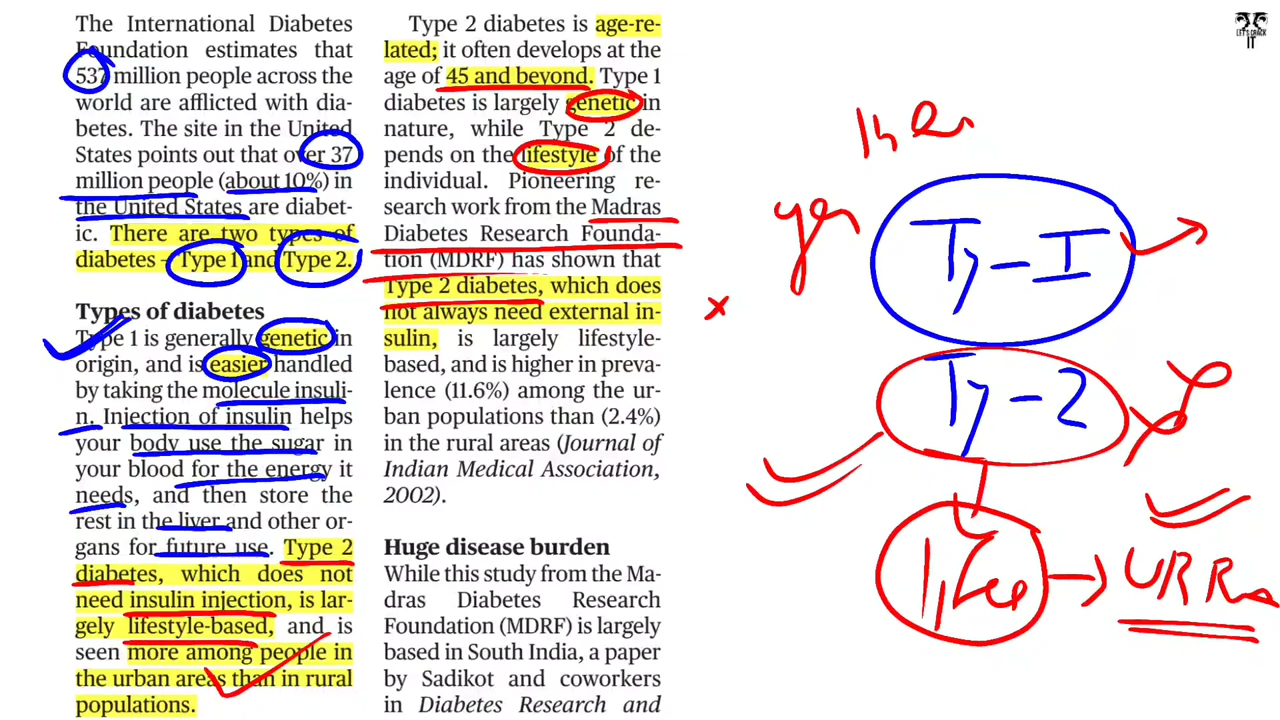 The International Diabetes
Foundation estimates that
537 million people across the
world are afflicted with dia-
betes. The site in the United
States points out that over 37
million people (about 10%) in
the United States are diabet-
ic. There are two types of
diabetes – Type 1 and Type 2.
Types of diabetes
Type 1 is generally genetic in
origin, and is easier handled
by taking the molecule insuli-
n. Injection of insulin helps
your body use the sugar in
your blood for the energy it
needs, and then store the
rest in the liver and other or-
gans for future use. Type 2
diabetes, which does not
need insulin injection, is lar-
gely lifestyle-based, and is
seen more among people in
the urban areas than in rural
populations.
Type 2 diabetes is age-re-
lated; it often develops at the
age of 45 and beyond. Type 1
diabetes is largely genetic in
nature, while Type 2 de-
pends on the lifestyle of the
individual. Pioneering re-
search work from the Madras
Diabetes Research Founda-
tion (MDRF) has shown that
Type 2 diabetes, which does
not always need external in-
sulin, is largely lifestyle-
based, and is higher in preva-
lence (11.6%) among the ur-
ban populations than (2.4%)
in the rural areas (Journal of
Indian Medical Association,
2002).
Huge disease burden
While this study from the Ma-
dras Diabetes Research
Foundation (MDRF) is largely
based in South India, a paper
by Sadikot and coworkers
in Diabetes Research and
LET'S CRACK
IT
Ty-I
Ty-2